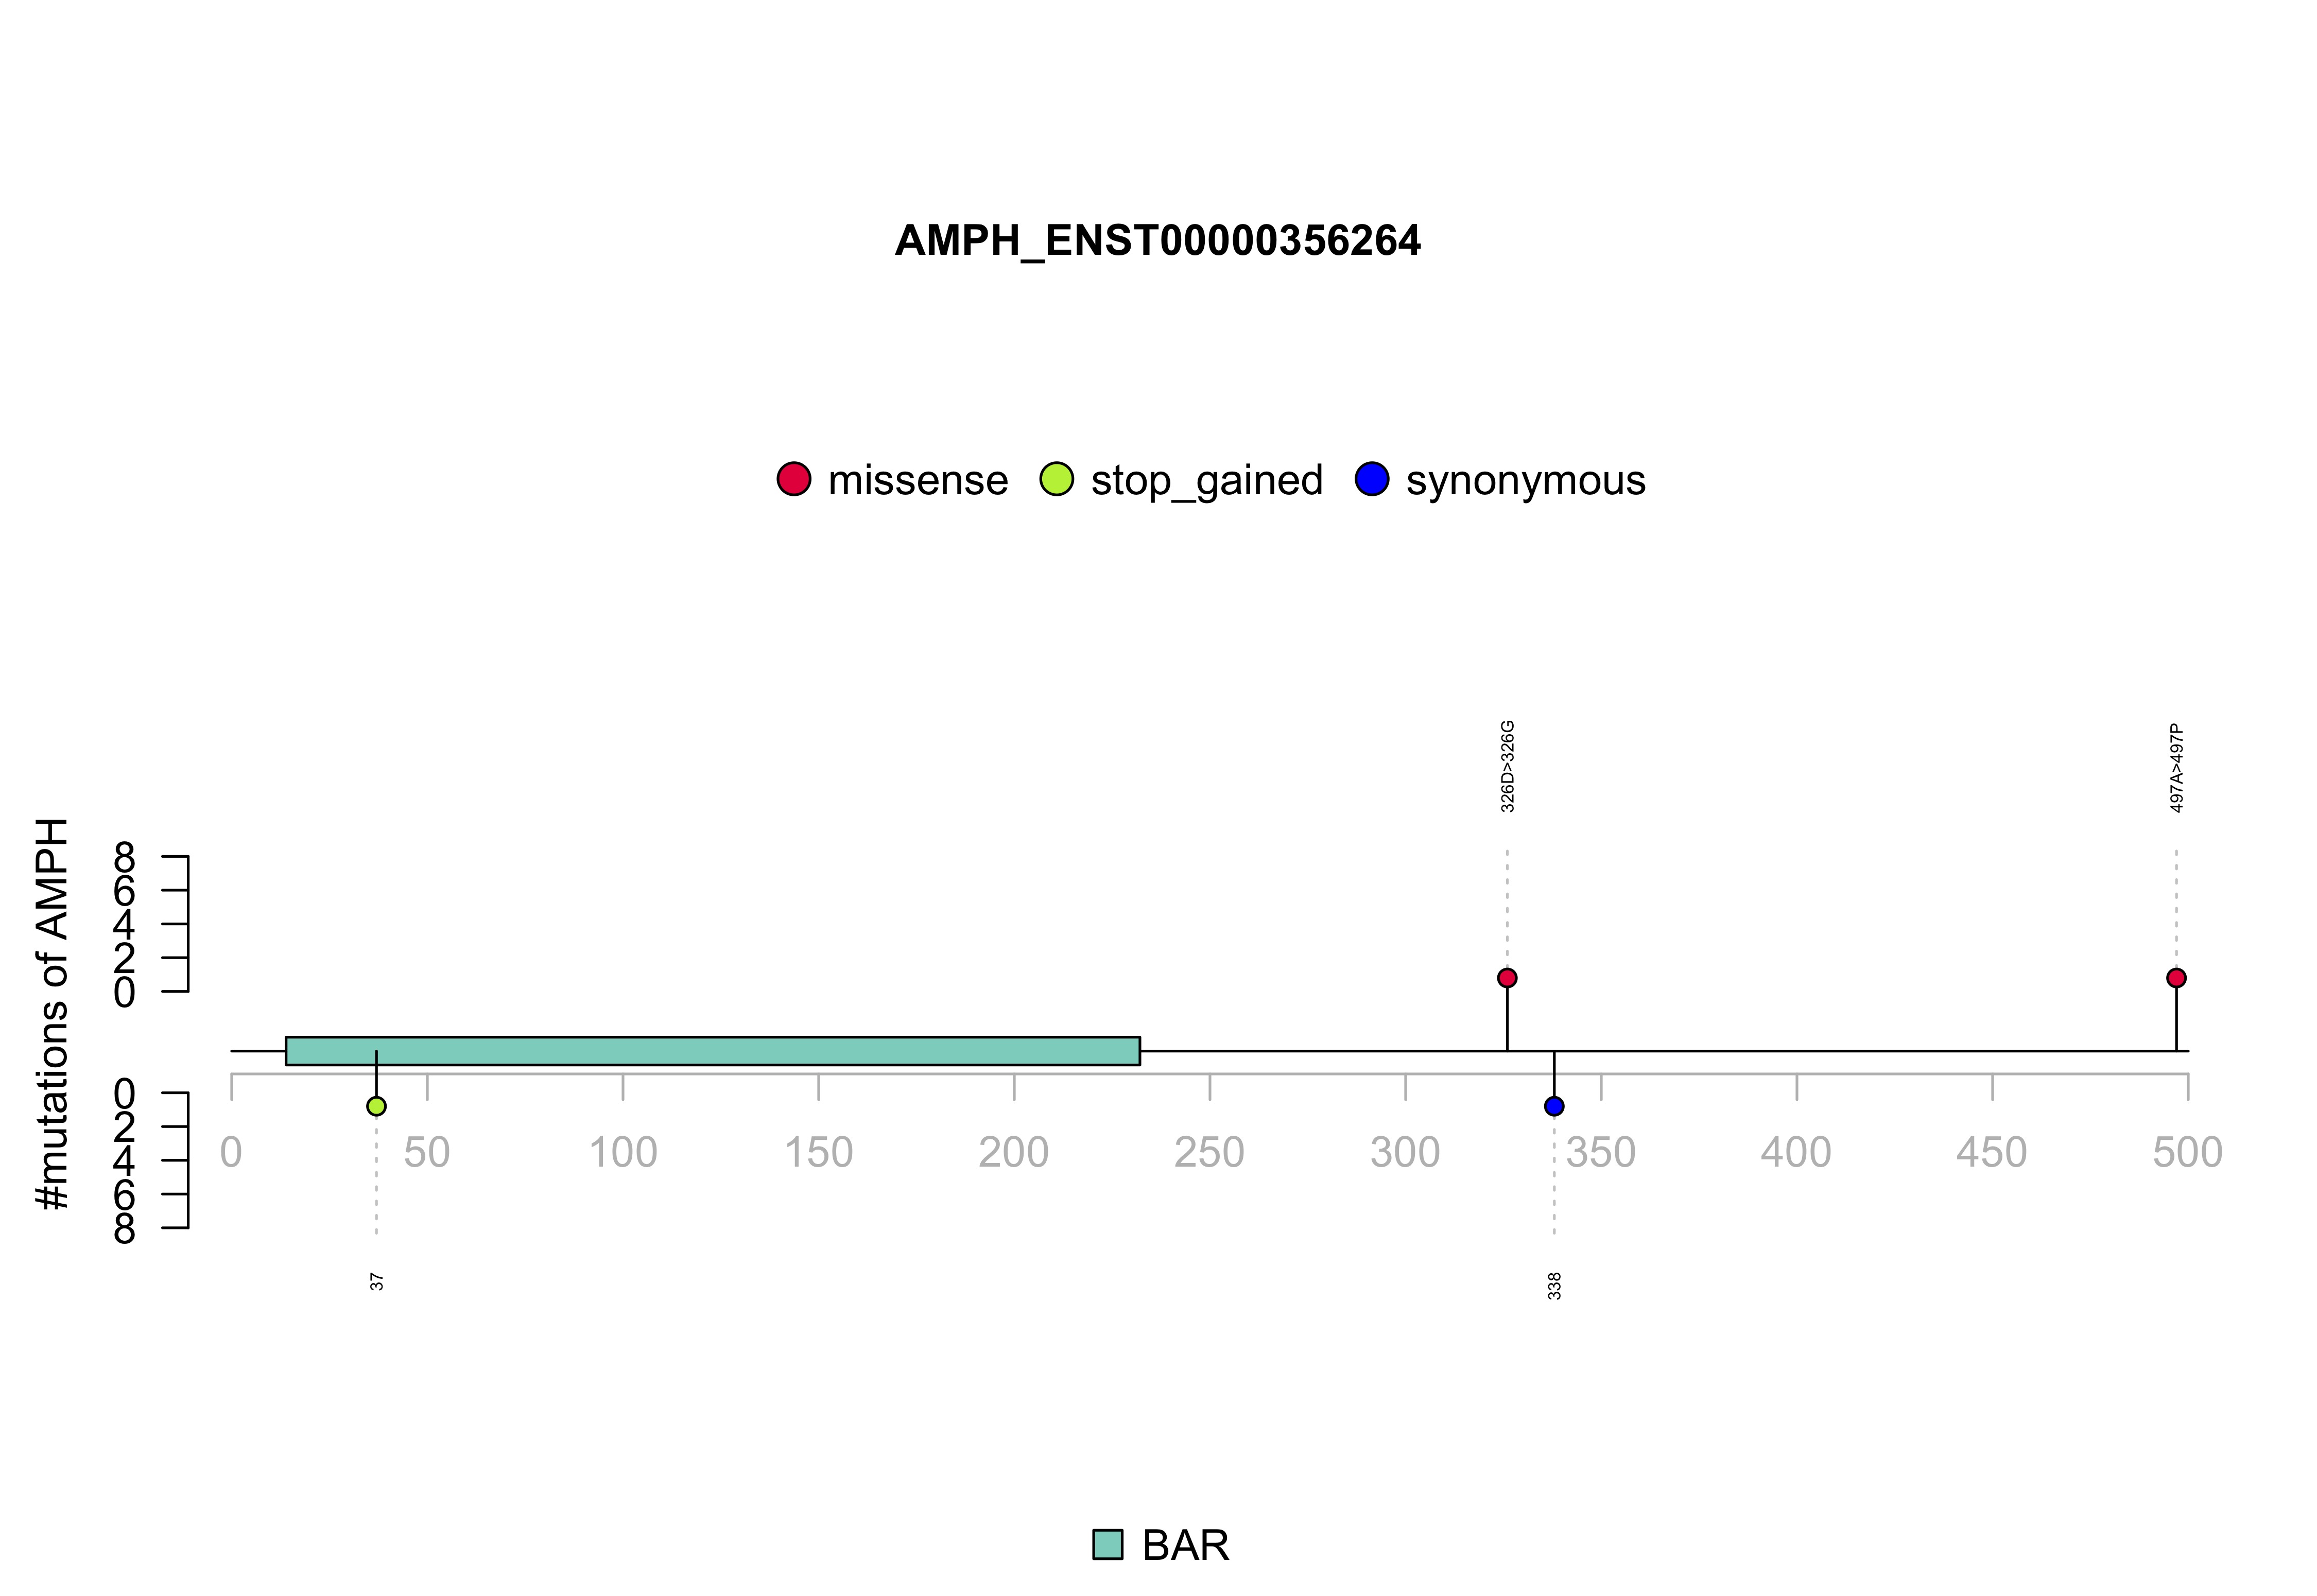 AMPH_ENST00000356264
missense stop_gained synonymous
326D>326G
497A>497P
#mutations of AMPH
8
6
4
2
0
0
2
4
6
8
0 50 100 150 200 250 300 350 400 450 500
37
338
BAR